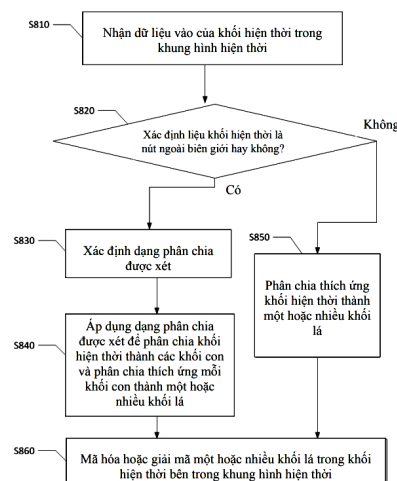 S810
Nhận dữ liệu vào của khối hiện thời trong
khung hình hiện thời
S820
Xác định liệu khối hiện thời là
nút ngoài biên giới hay không?
Không
Có
S830
Xác định dạng phân chia
được xét
S850
Phân chia thích ứng
khối hiện thời thành
một hoặc nhiều khối
lá
S840
Áp dụng dạng phân chia
được xét để phân chia khối
hiện thời thành các khối con
và phân chia thích ứng mỗi
khối con thành một hoặc
nhiều khối lá
S860
Mã hóa hoặc giải mã một hoặc nhiều khối lá trong khối
hiện thời bên trong khung hình hiện thời